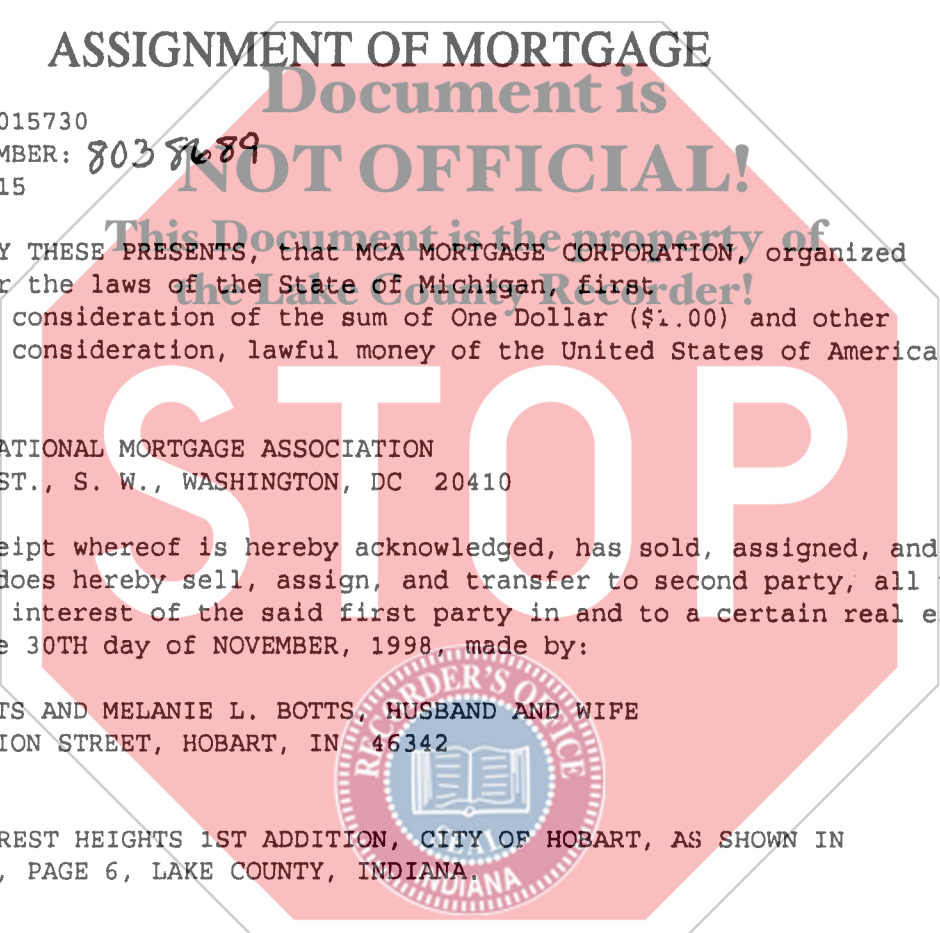 ASSIGNMENT OF MORTGAGE
Document is
015730
MBER: 8038689
NOT OFFICIAL!
15
This Document is the property of
Y THESE PRESENTS, that MCA MORTGAGE CORPORATION, organized
r the laws of the State of Michigan, first
the Lake County Recorder!
consideration of the sum of One Dollar ($1.00) and other
consideration, lawful money of the United States of America
STOP
ATIONAL MORTGAGE ASSOCIATION
ST., S. W., WASHINGTON, DC 20410
eipt whereof is hereby acknowledged, has sold, assigned, and
does hereby sell, assign, and transfer to second party, all
interest of the said first party in and to a certain real e
e 30TH day of NOVEMBER, 1998, made by:
TS AND MELANIE L. BOTTS, HUSBAND AND WIFE
ION STREET, HOBART, IN 46342
RECORDER'S OFFICE
SEAL
INDIANA
REST HEIGHTS 1ST ADDITION, CITY OF HOBART, AS SHOWN IN
, PAGE 6, LAKE COUNTY, INDIANA.